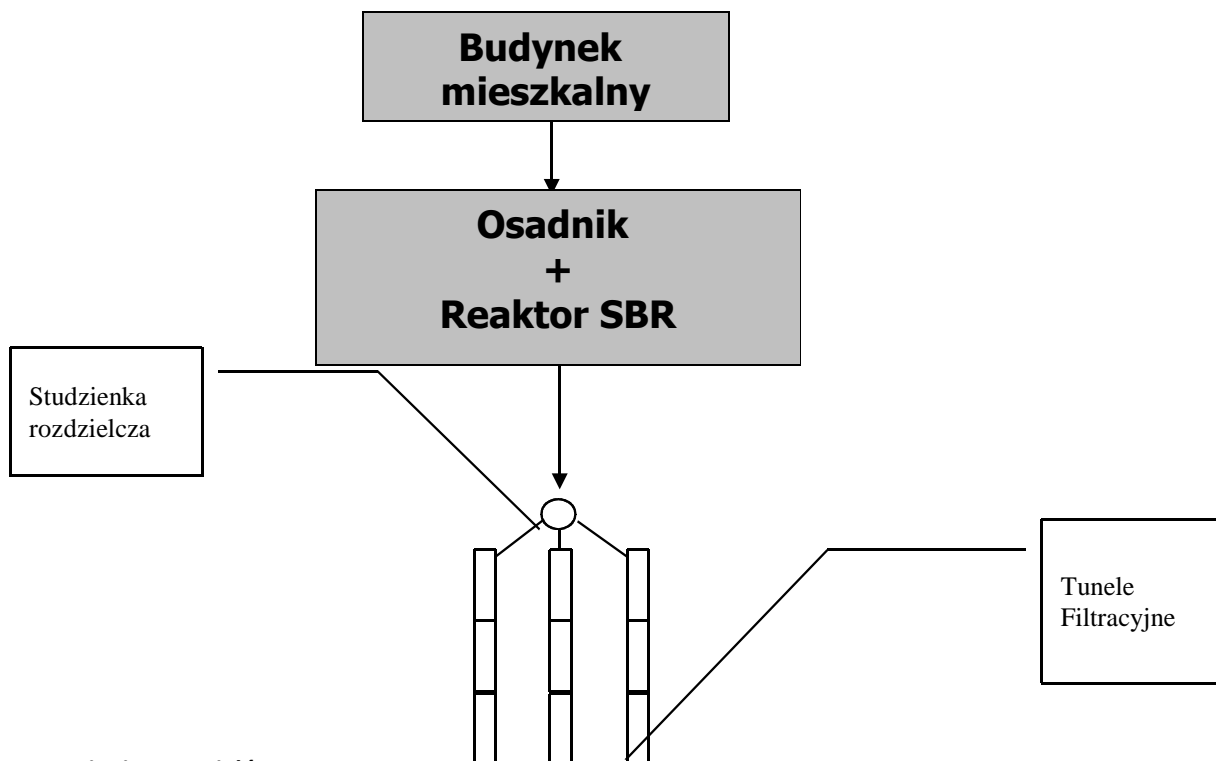 Budynek
mieszkalny
Osadnik
+
Reaktor SBR
Studzienka
rozdzielcza
Tunele
Filtracyjne